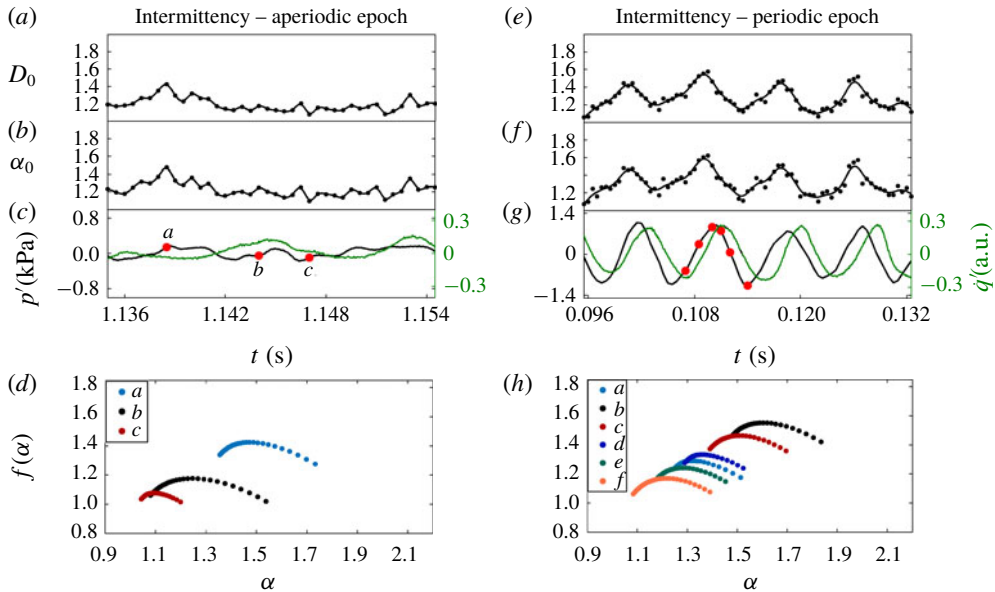 (a) Intermittency – aperiodic epoch
1.8
1.6
1.4
1.2
D0
(b)
1.8
1.6
1.2
α0
(c)
0.8
0.0
−0.8
p′(kPa)
0.3
0
−0.3
a
b
c
1.136 1.142 1.148 1.154
t (s)
(d)
1.8
1.6
1.4
1.2
1.0
0.8
f(α)
a
b
c
0.9 1.1 1.3 1.5 1.7 1.9 2.1
α
(e) Intermittency – periodic epoch
1.8
1.6
1.4
1.2
(f)
1.8
1.6
1.2
(g)
1.4
0
−1.4
0.3
0
−0.3
q̇′(a.u.)
0.096 0.108 0.120 0.132
t (s)
(h)
1.8
1.6
1.4
1.2
1.0
0.8
a
b
c
d
e
f
0.9 1.1 1.3 1.5 1.7 1.9 2.1
α